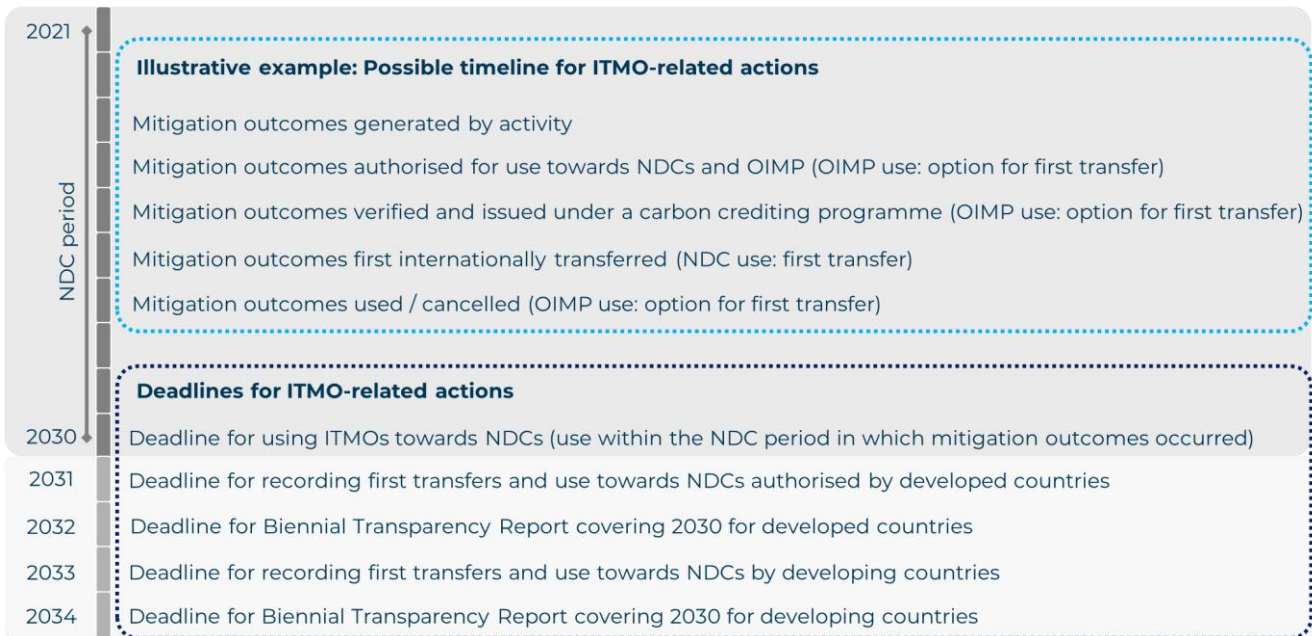 2021
Illustrative example: Possible timeline for ITMO-related actions
Mitigation outcomes generated by activity
Mitigation outcomes authorised for use towards NDCs and OIMP (OIMP use: option for first transfer)
NDC period
Mitigation outcomes verified and issued under a carbon crediting programme (OIMP use: option for first transfer)
Mitigation outcomes first internationally transferred (NDC use: first transfer)
Mitigation outcomes used / cancelled (OIMP use: option for first transfer)
Deadlines for ITMO-related actions
2030 Deadline for using ITMOs towards NDCs (use within the NDC period in which mitigation outcomes occurred)
2031 Deadline for recording first transfers and use towards NDCs authorised by developed countries
2032 Deadline for Biennial Transparency Report covering 2030 for developed countries
2033 Deadline for recording first transfers and use towards NDCs by developing countries
2034 Deadline for Biennial Transparency Report covering 2030 for developing countries